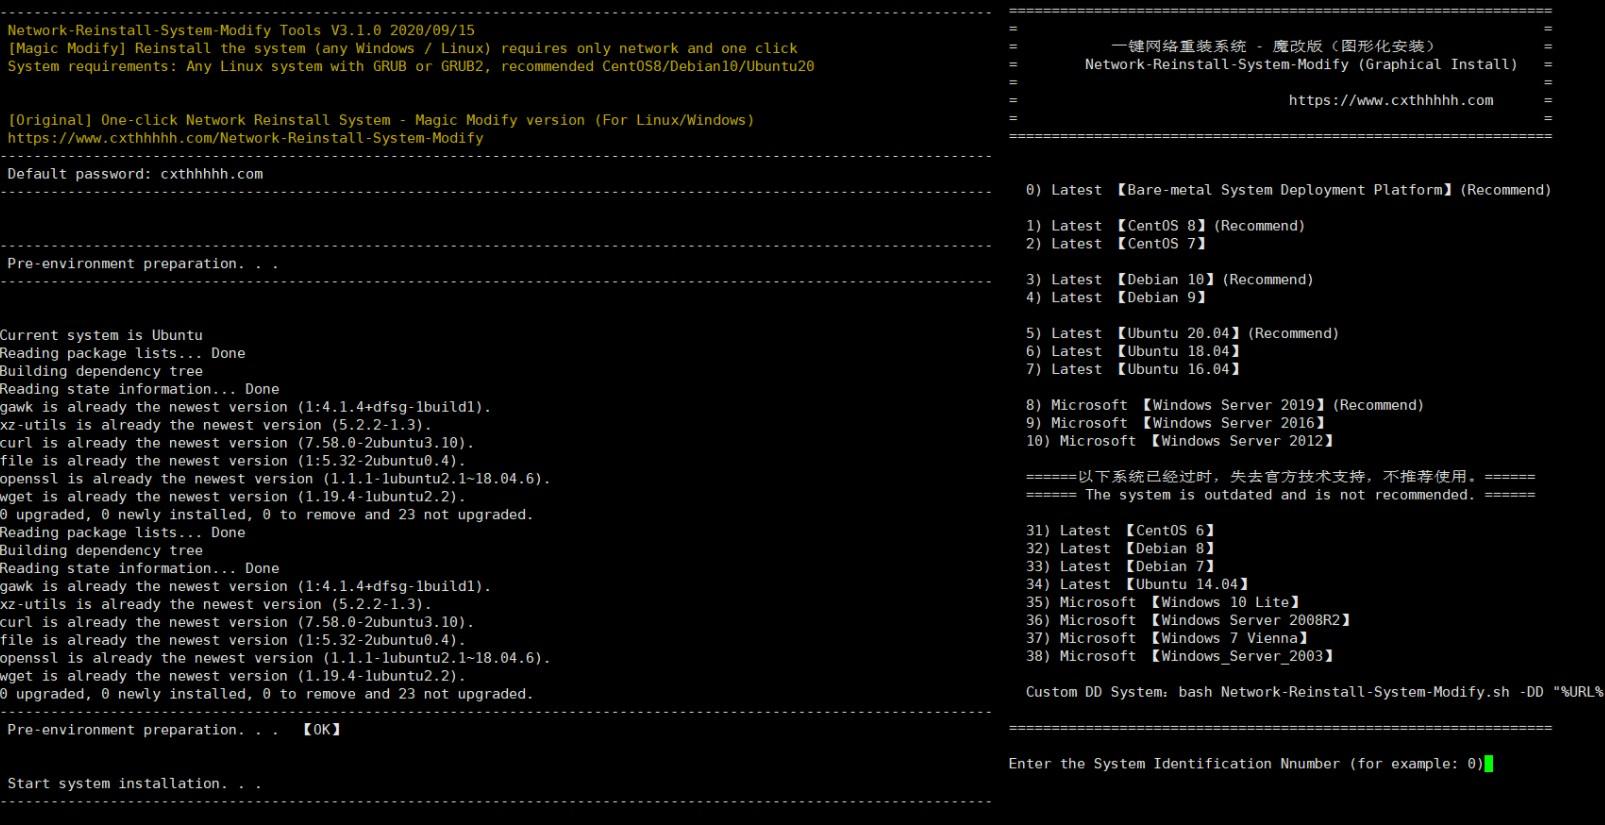 Network-Reinstall-System-Modify Tools V3.1.0 2020/09/15
[Magic Modify] Reinstall the system (any Windows / Linux) requires only network and one click
System requirements: Any Linux system with GRUB or GRUB2, recommended CentOS8/Debian10/Ubuntu20
[Original] One-click Network Reinstall System - Magic Modify version (For Linux/Windows)
https://www.cxthhhhh.com/Network-Reinstall-System-Modify
Default password: cxthhhhh.com
Pre-environment preparation. . .
Current system is Ubuntu
Reading package lists... Done
Building dependency tree
Reading state information... Done
gawk is already the newest version (1:4.1.4+dfsg-1build1).
xz-utils is already the newest version (5.2.2-1.3).
curl is already the newest version (7.58.0-2ubuntu3.10).
file is already the newest version (1:5.32-2ubuntu0.4).
openssl is already the newest version (1.1.1-1ubuntu2.1~18.04.6).
wget is already the newest version (1.19.4-1ubuntu2.2).
0 upgraded, 0 newly installed, 0 to remove and 23 not upgraded.
Reading package lists... Done
Building dependency tree
Reading state information... Done
gawk is already the newest version (1:4.1.4+dfsg-1build1).
xz-utils is already the newest version (5.2.2-1.3).
curl is already the newest version (7.58.0-2ubuntu3.10).
file is already the newest version (1:5.32-2ubuntu0.4).
openssl is already the newest version (1.1.1-1ubuntu2.1~18.04.6).
wget is already the newest version (1.19.4-1ubuntu2.2).
0 upgraded, 0 newly installed, 0 to remove and 23 not upgraded.
Pre-environment preparation. . . 【OK】
Start system installation. . .
一键网络重装系统 - 魔改版（图形化安装）
Network-Reinstall-System-Modify (Graphical Install)
https://www.cxthhhhh.com
0) Latest 【Bare-metal System Deployment Platform】(Recommend)
1) Latest 【CentOS 8】(Recommend)
2) Latest 【CentOS 7】
3) Latest 【Debian 10】(Recommend)
4) Latest 【Debian 9】
5) Latest 【Ubuntu 20.04】(Recommend)
6) Latest 【Ubuntu 18.04】
7) Latest 【Ubuntu 16.04】
8) Microsoft 【Windows Server 2019】(Recommend)
9) Microsoft 【Windows Server 2016】
10) Microsoft 【Windows Server 2012】
======以下系统已经过时，失去官方技术支持，不推荐使用。======
====== The system is outdated and is not recommended. ======
31) Latest 【CentOS 6】
32) Latest 【Debian 8】
33) Latest 【Debian 7】
34) Latest 【Ubuntu 14.04】
35) Microsoft 【Windows 10 Lite】
36) Microsoft 【Windows Server 2008R2】
37) Microsoft 【Windows 7 Vienna】
38) Microsoft 【Windows_Server_2003】
Custom DD System：bash Network-Reinstall-System-Modify.sh -DD "%URL%
Enter the System Identification Nnumber (for example: 0)